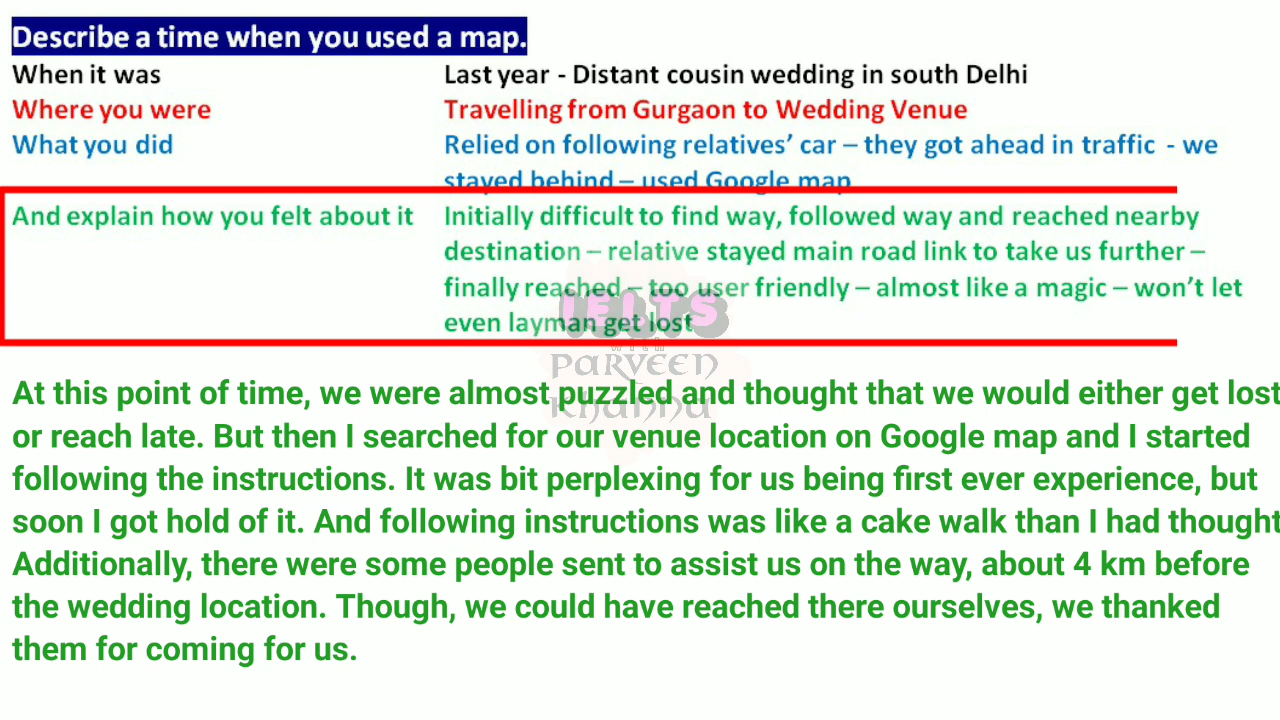 Describe a time when you used a map.
When it was Last year - Distant cousin wedding in south Delhi
Where you were Travelling from Gurgaon to Wedding Venue
What you did Relied on following relatives’ car – they got ahead in traffic - we
stayed behind – used Google map
And explain how you felt about it Initially difficult to find way, followed way and reached nearby
destination – relative stayed main road link to take us further –
finally reached – too user friendly – almost like a magic – won’t let
even layman get lost
IELTS
WITH
PARVEEN
Khanna
At this point of time, we were almost puzzled and thought that we would either get lost
or reach late. But then I searched for our venue location on Google map and I started
following the instructions. It was bit perplexing for us being first ever experience, but
soon I got hold of it. And following instructions was like a cake walk than I had thought
Additionally, there were some people sent to assist us on the way, about 4 km before
the wedding location. Though, we could have reached there ourselves, we thanked
them for coming for us.